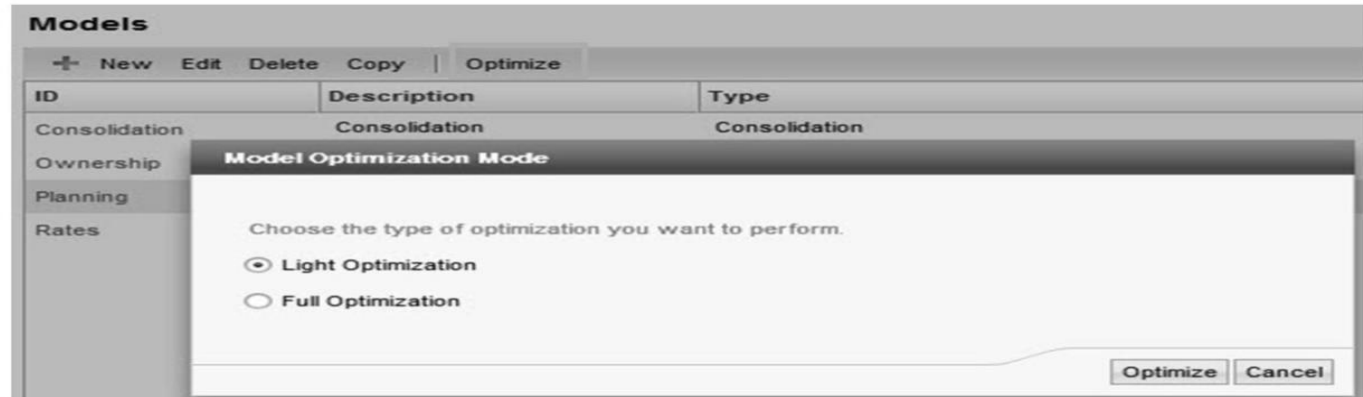 Models
New Edit Delete Copy | Optimize
ID Description Type
Consolidation Consolidation Consolidation
Ownership
Model Optimization Mode
Planning
Rates
Choose the type of optimization you want to perform.
Light Optimization
Full Optimization
Optimize Cancel